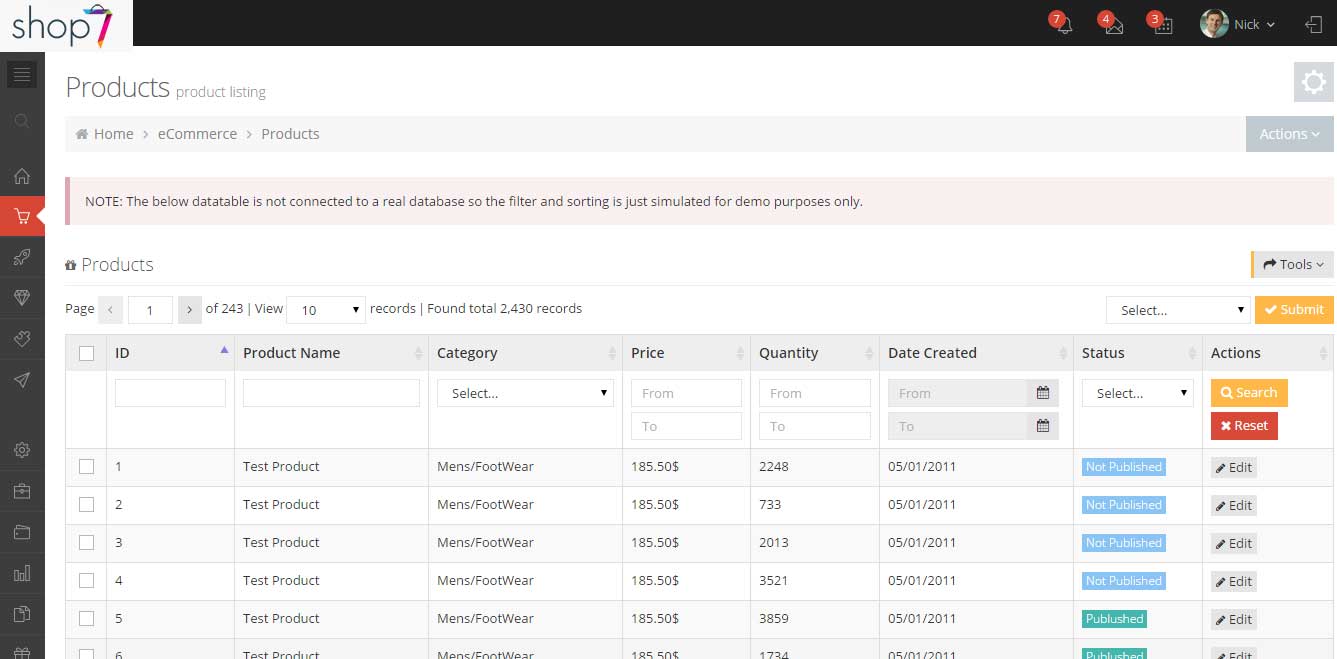 shop7
7 4 3 Nick
Products product listing
Home > eCommerce > Products Actions
NOTE: The below datatable is not connected to a real database so the filter and sorting is just simulated for demo purposes only.
Products Tools
Page < 1 > of 243 | View 10 records | Found total 2,430 records Select... Submit
ID Product Name Category Price Quantity Date Created Status Actions
Select... From From From Select... Search
To To To Reset
1 Test Product Mens/FootWear 185.50$ 2248 05/01/2011 Not Published Edit
2 Test Product Mens/FootWear 185.50$ 733 05/01/2011 Not Published Edit
3 Test Product Mens/FootWear 185.50$ 2013 05/01/2011 Not Published Edit
4 Test Product Mens/FootWear 185.50$ 3521 05/01/2011 Not Published Edit
5 Test Product Mens/FootWear 185.50$ 3859 05/01/2011 Publushed Edit
6 Test Product Mens/FootWear 185.50$ 1734 05/01/2011 Publushed Edit